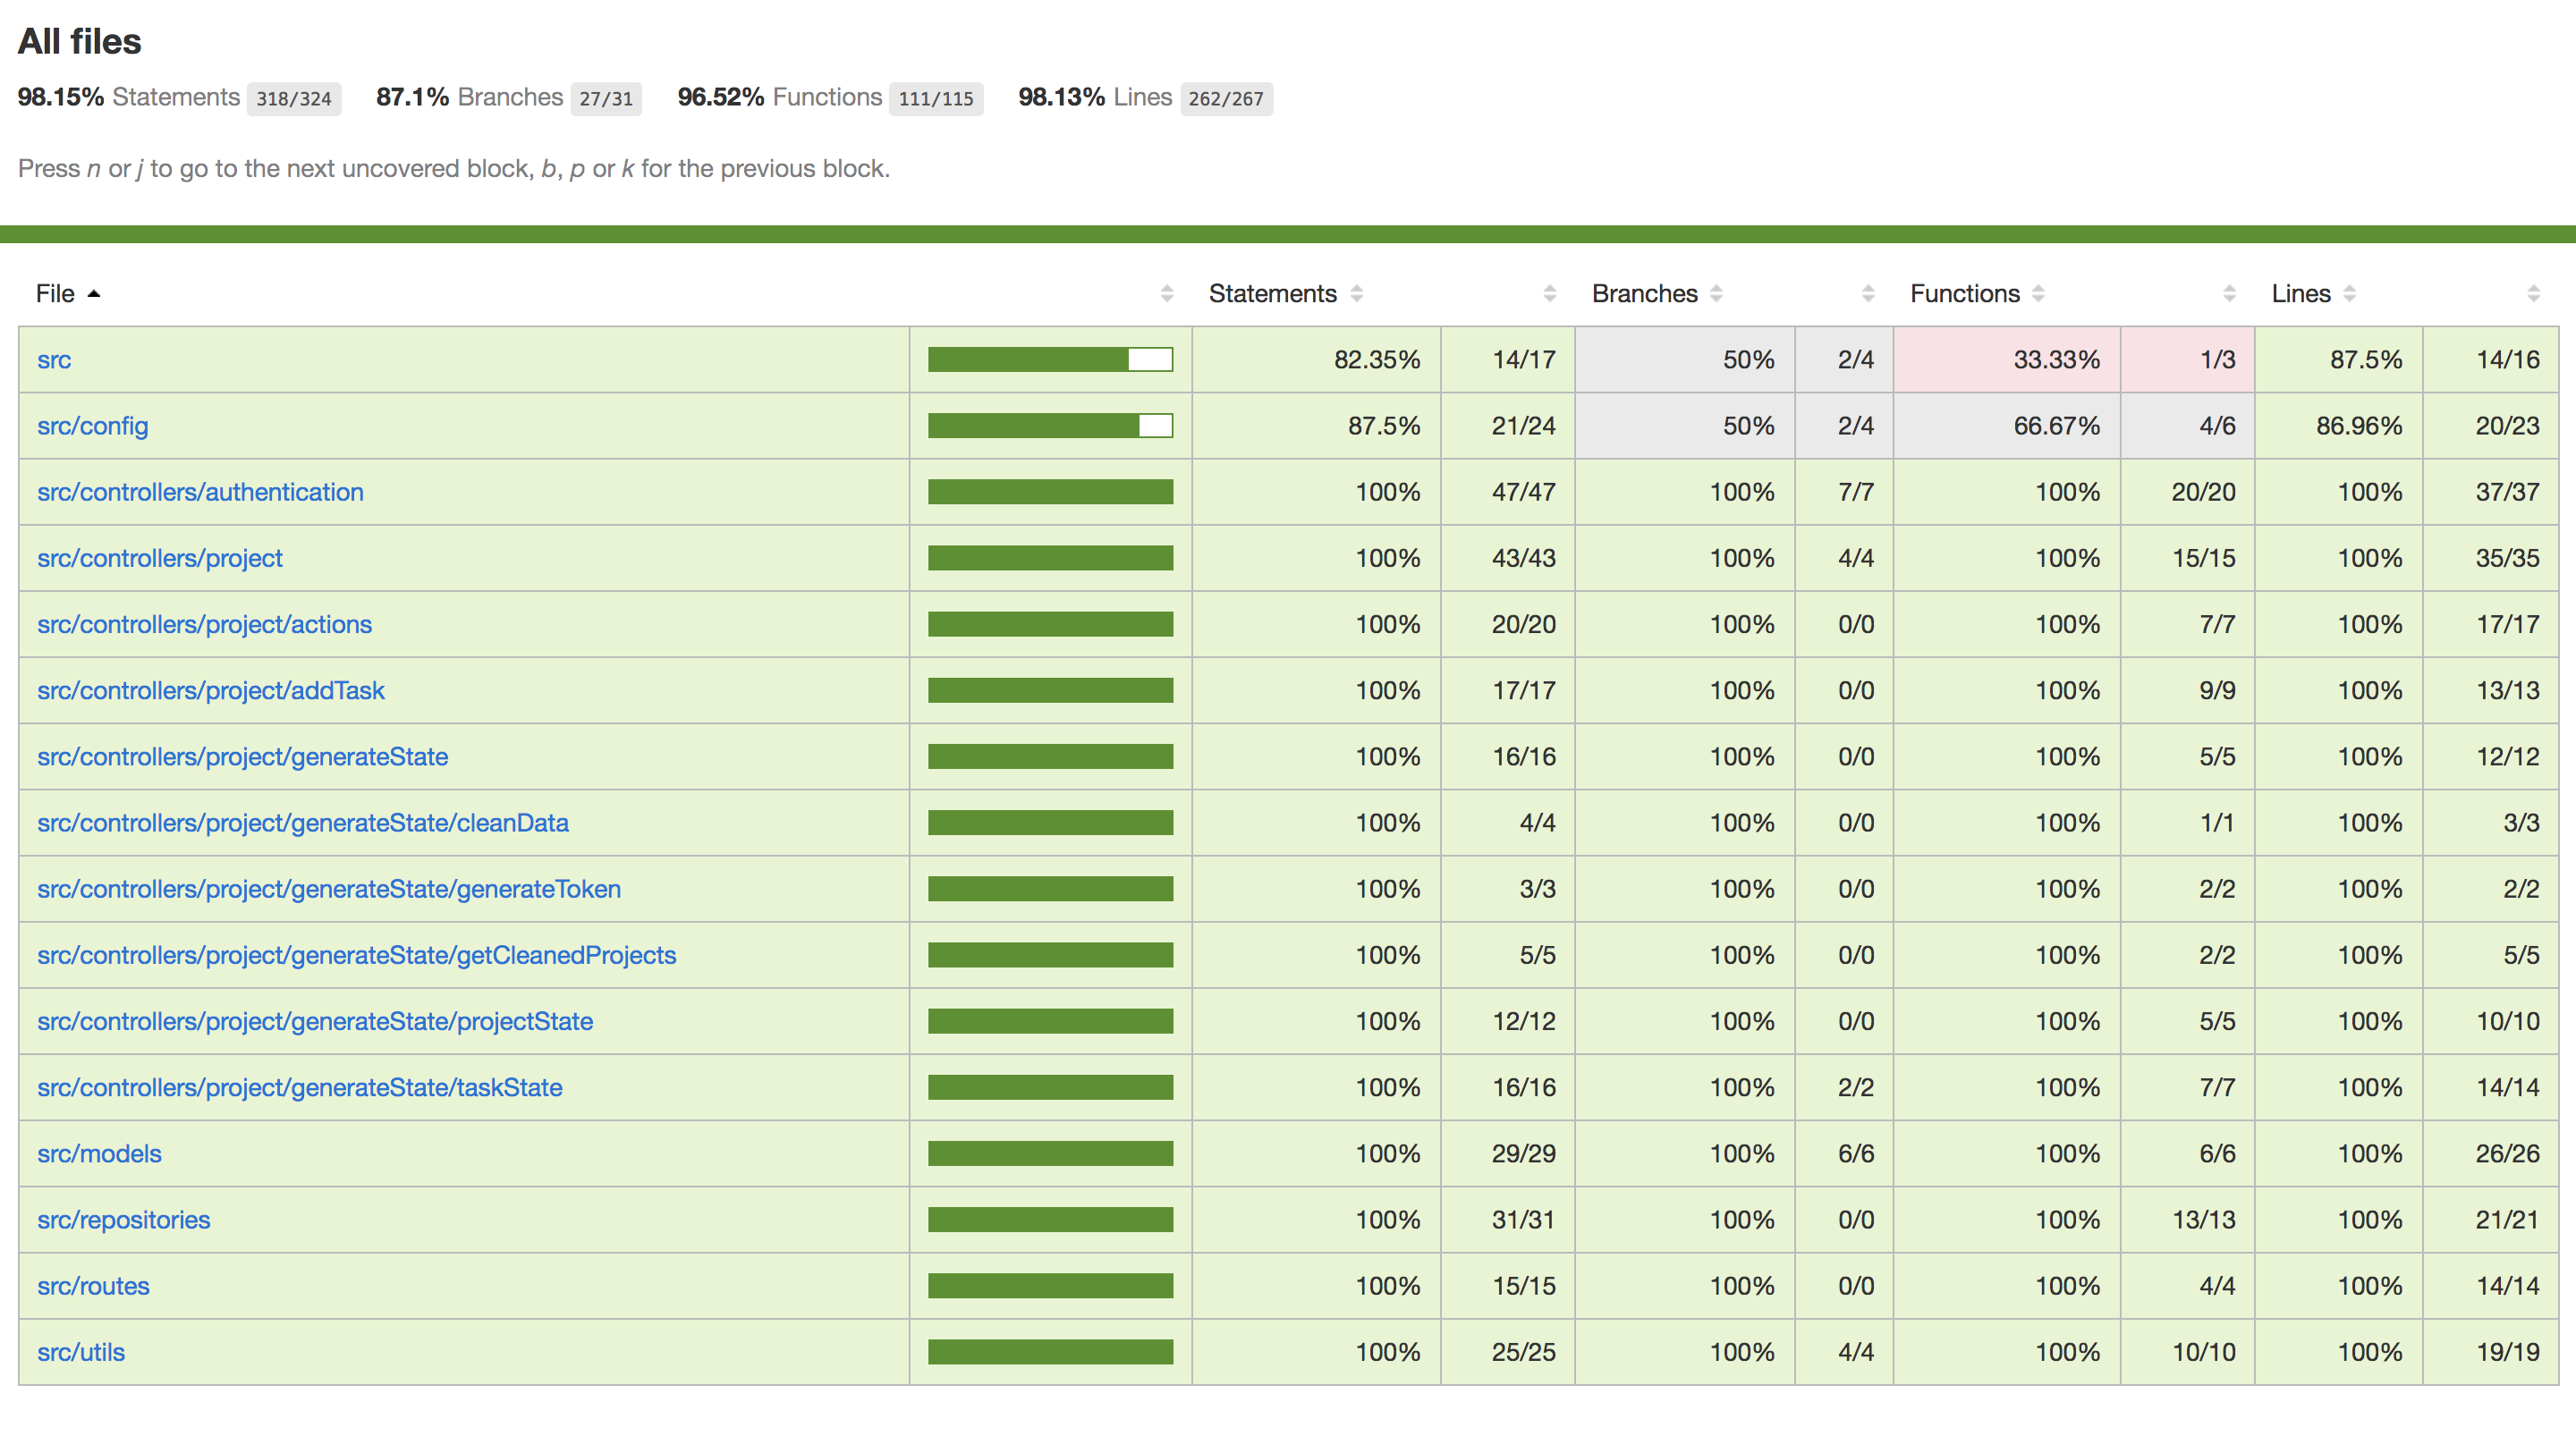 All files
98.15% Statements 318/324 87.1% Branches 27/31 96.52% Functions 111/115 98.13% Lines 262/267
Press n or j to go to the next uncovered block, b, p or k for the previous block.
File Statements Branches Functions Lines
src 82.35% 14/17 50% 2/4 33.33% 1/3 87.5% 14/16
src/config 87.5% 21/24 50% 2/4 66.67% 4/6 86.96% 20/23
src/controllers/authentication 100% 47/47 100% 7/7 100% 20/20 100% 37/37
src/controllers/project 100% 43/43 100% 4/4 100% 15/15 100% 35/35
src/controllers/project/actions 100% 20/20 100% 0/0 100% 7/7 100% 17/17
src/controllers/project/addTask 100% 17/17 100% 0/0 100% 9/9 100% 13/13
src/controllers/project/generateState 100% 16/16 100% 0/0 100% 5/5 100% 12/12
src/controllers/project/generateState/cleanData 100% 4/4 100% 0/0 100% 1/1 100% 3/3
src/controllers/project/generateState/generateToken 100% 3/3 100% 0/0 100% 2/2 100% 2/2
src/controllers/project/generateState/getCleanedProjects 100% 5/5 100% 0/0 100% 2/2 100% 5/5
src/controllers/project/generateState/projectState 100% 12/12 100% 0/0 100% 5/5 100% 10/10
src/controllers/project/generateState/taskState 100% 16/16 100% 2/2 100% 7/7 100% 14/14
src/models 100% 29/29 100% 6/6 100% 6/6 100% 26/26
src/repositories 100% 31/31 100% 0/0 100% 13/13 100% 21/21
src/routes 100% 15/15 100% 0/0 100% 4/4 100% 14/14
src/utils 100% 25/25 100% 4/4 100% 10/10 100% 19/19